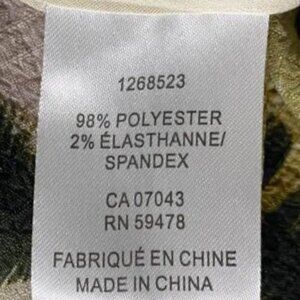 1268523
98% POLYESTER
2% ÉLASTHANNE/
SPANDEX
CA 07043
RN 59478
FABRIQUÉ EN CHINE
MADE IN CHINA